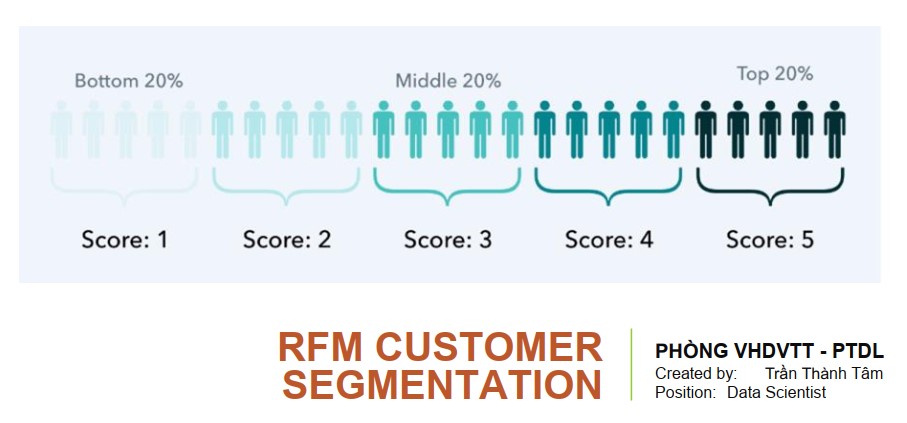 Bottom 20%
Middle 20%
Top 20%
Score: 1
Score: 2
Score: 3
Score: 4
Score: 5
RFM CUSTOMER
SEGMENTATION
PHÒNG VHDVTT - PTDL
Created by: Trần Thành Tâm
Position: Data Scientist